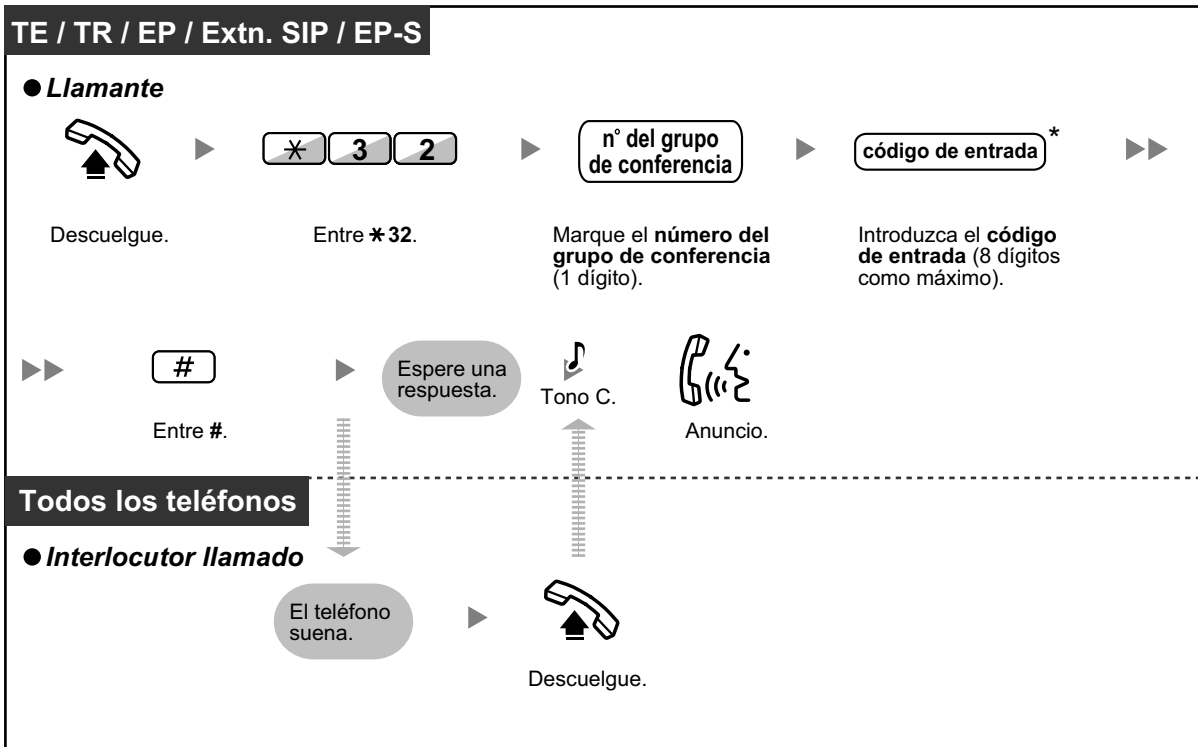 TE / TR / EP / Extn. SIP / EP-S
● Llamante
✳ 3 2
n° del grupo
de conferencia
código de entrada *
Descuelgue.
Entre ✳32.
Marque el número del
grupo de conferencia
(1 dígito).
Introduzca el código
de entrada (8 dígitos
como máximo).
#
Espere una
respuesta.
Tono C.
Entre #.
Anuncio.
Todos los teléfonos
● Interlocutor llamado
El teléfono
suena.
Descuelgue.